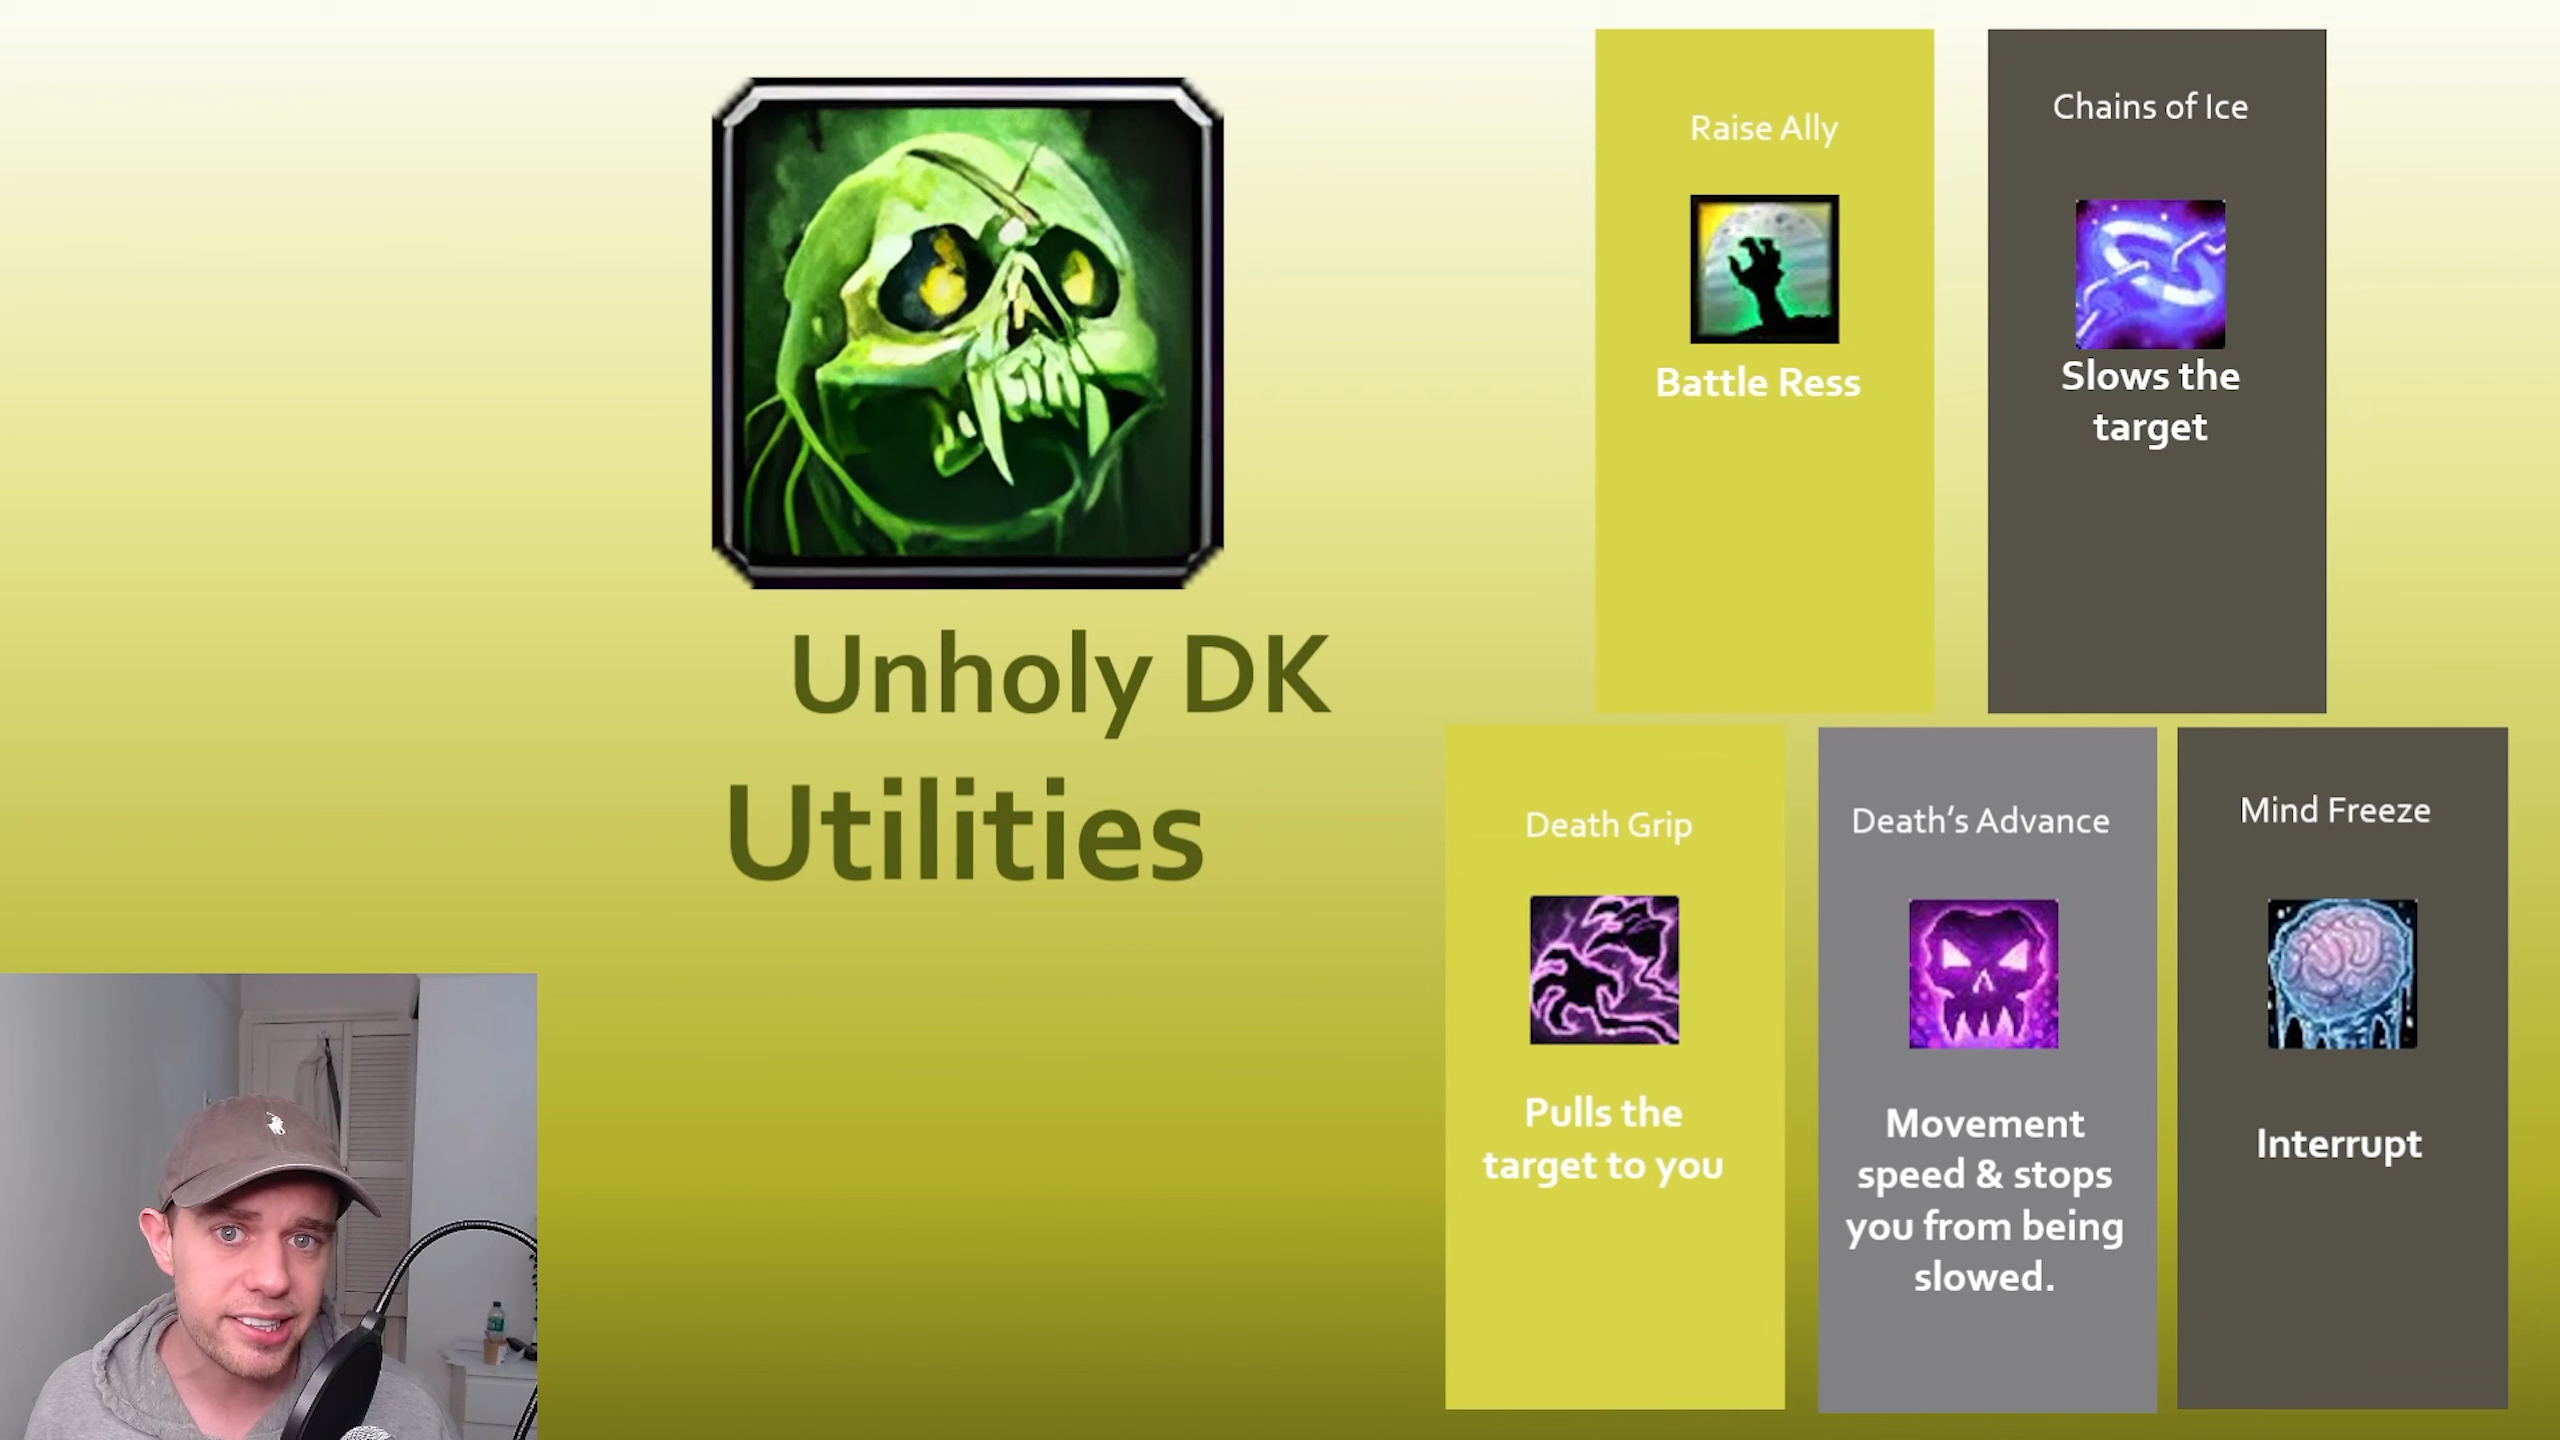 Unholy DK
Utilities
Raise Ally
Battle Ress
Chains of Ice
Slows the
target
Death Grip
Pulls the
target to you
Death’s Advance
Movement
speed & stops
you from being
slowed.
Mind Freeze
Interrupt